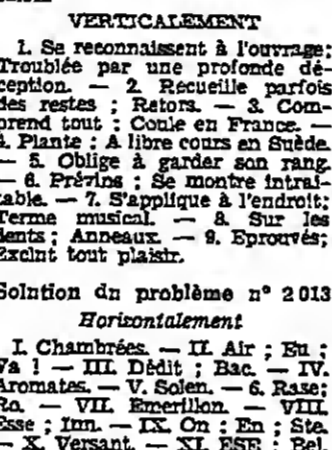 VERTICALEMENT
1. Se reconnaissent à l'ouvrage;
Troublée par une profonde dé-
ception. — 2. Recueille parfois
des restes ; Retors. — 3. Com-
prend tout ; Coule en France. —
4. Plante ; A libre cours en Suède.
— 5. Oblige à garder son rang.
— 6. Prévins ; Se montre intrai-
table. — 7. S'applique à l'endroit;
Terme musical. — 8. Sur les
dents ; Anneaux. — 9. Eprouvés;
Exclut tout plaisir.
Solution du problème n° 2013
Horizontalement
I. Chambrées. — II. Air ; Eu ;
Va ! — III. Dédit ; Bac. — IV.
Aromates. — V. Solen. — 6. Rase;
Ro. — VII. Emerillon. — VIII.
Esse ; Inn. — IX. On ; En ; Ste.
— X. Versant. — XI. ESE ; Bel.